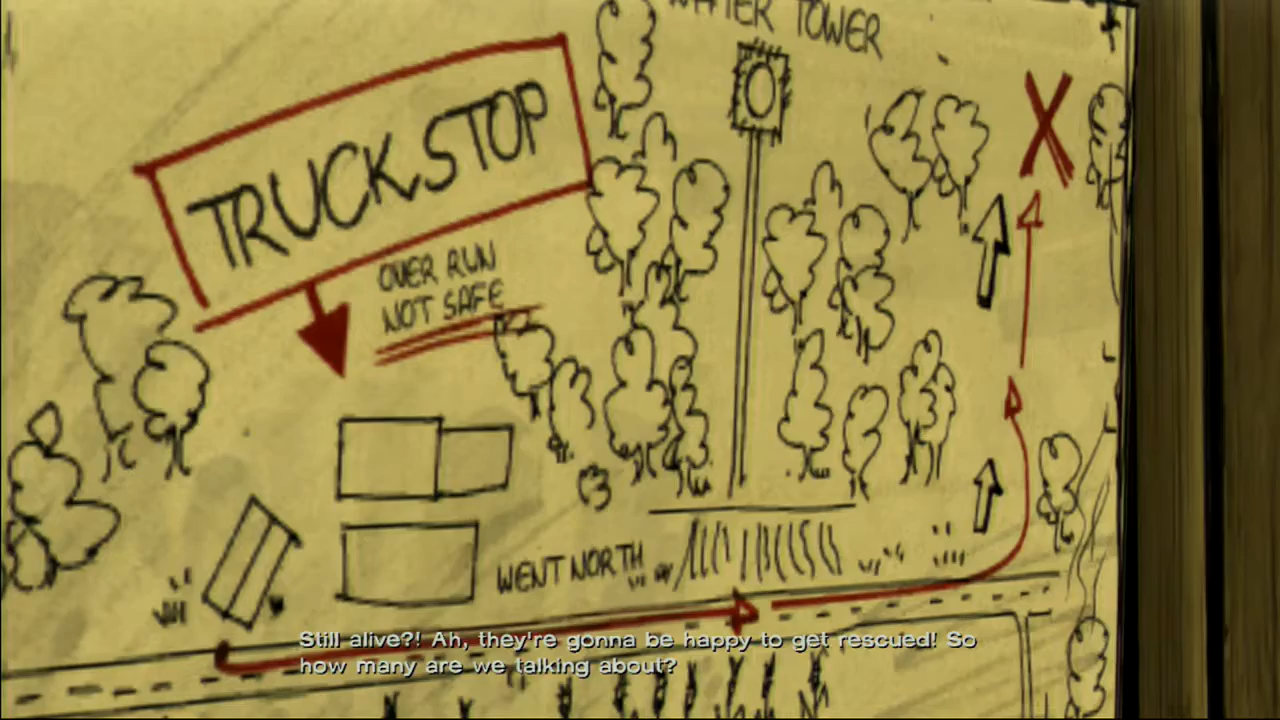 WATER TOWER
TRUCK STOP
OVER RUN
NOT SAFE
WENT NORTH
Still alive?! Ah, they're gonna be happy to get rescued! So
how many are we talking about?